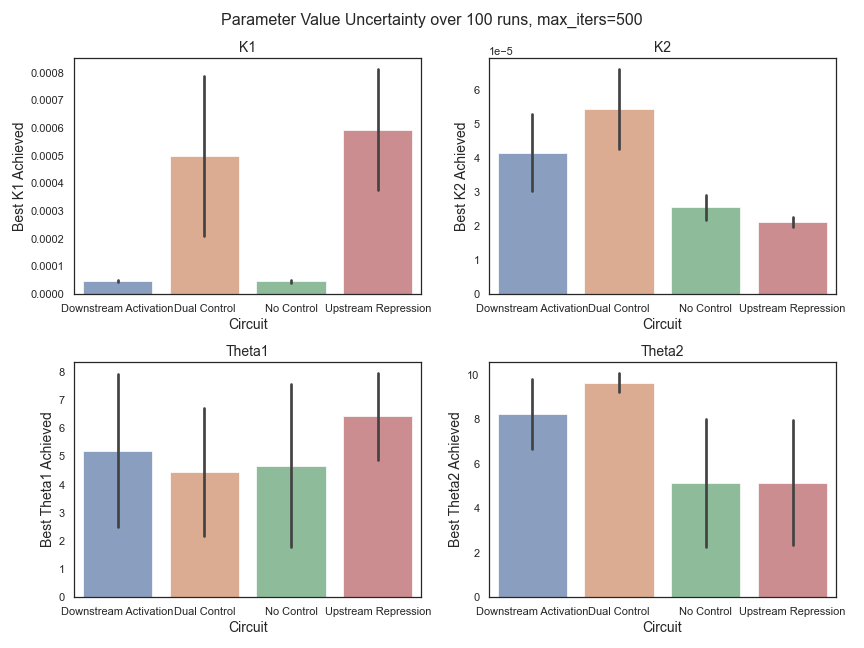 Parameter Value Uncertainty over 100 runs, max_iters=500
K1
0.0008
0.0007
0.0006
0.0005
0.0004
0.0003
0.0002
0.0001
0.0000
Best K1 Achieved
Downstream Activation Dual Control No Control Upstream Repression
Circuit
K2
1e−5
6
5
4
3
2
1
0
Best K2 Achieved
Downstream Activation Dual Control No Control Upstream Repression
Circuit
Theta1
8
7
6
5
4
3
2
1
0
Best Theta1 Achieved
Downstream Activation Dual Control No Control Upstream Repression
Circuit
Theta2
10
8
6
4
2
0
Best Theta2 Achieved
Downstream Activation Dual Control No Control Upstream Repression
Circuit